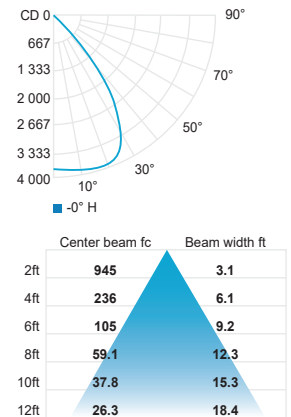 CD 0
90°
667
1 333
70°
2 000
2 667
50°
3 333
30°
4 000
10°
-0° H
Center beam fc Beam width ft
2ft 945 3.1
4ft 236 6.1
6ft 105 9.2
8ft 59.1 12.3
10ft 37.8 15.3
12ft 26.3 18.4